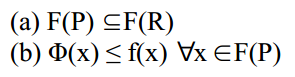 (a) F(P) ⊆F(R)
(b) Φ(x) ≤ f(x) ∀x ∈F(P)